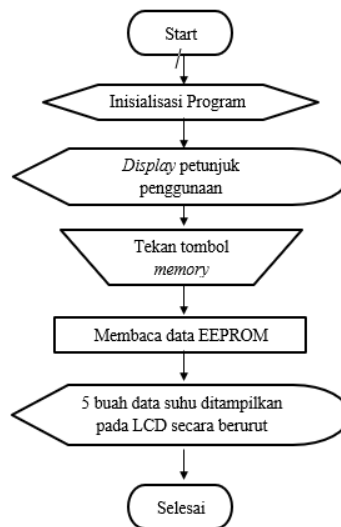 Start
Inisialisasi Program
Display petunjuk
penggunaan
Tekan tombol
memory
Membaca data EEPROM
5 buah data suhu ditampilkan
pada LCD secara berurut
Selesai